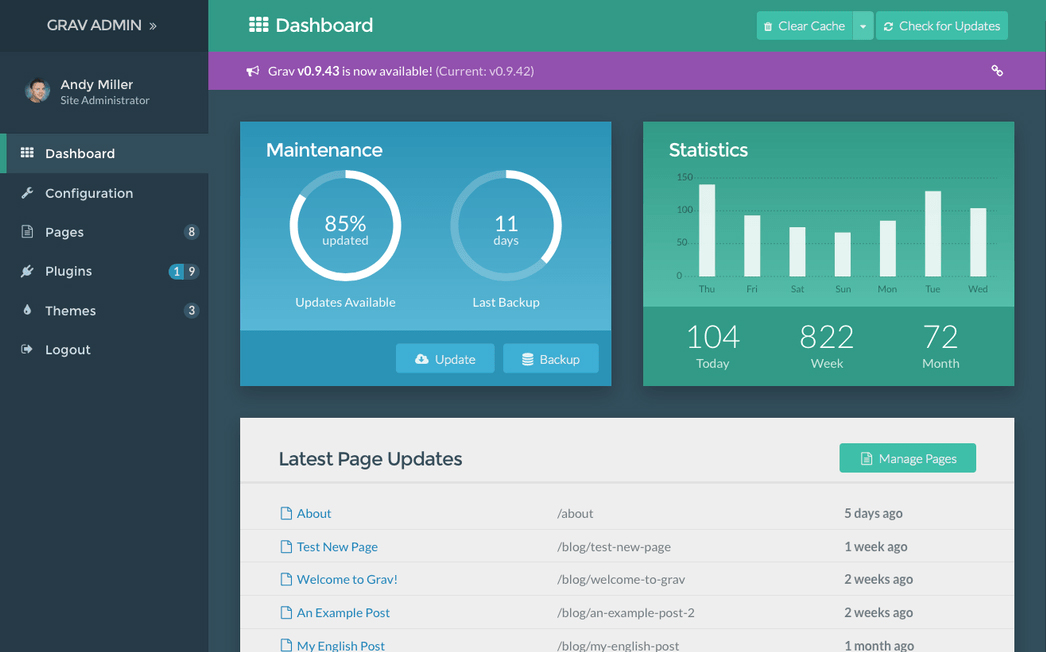 GRAV ADMIN »
Andy Miller
Site Administrator
Dashboard
Configuration
Pages 8
Plugins 1 9
Themes 3
Logout
Dashboard
Clear Cache
Check for Updates
Grav v0.9.43 is now available! (Current: v0.9.42)
Maintenance
85%
updated
Updates Available
11
days
Last Backup
Update
Backup
Statistics
150
100
50
0
Thu Fri Sat Sun Mon Tue Wed
104 822 72
Today Week Month
Latest Page Updates
Manage Pages
About /about 5 days ago
Test New Page /blog/test-new-page 1 week ago
Welcome to Grav! /blog/welcome-to-grav 2 weeks ago
An Example Post /blog/an-example-post-2 2 weeks ago
My English Post /blog/my-english-post 1 month ago